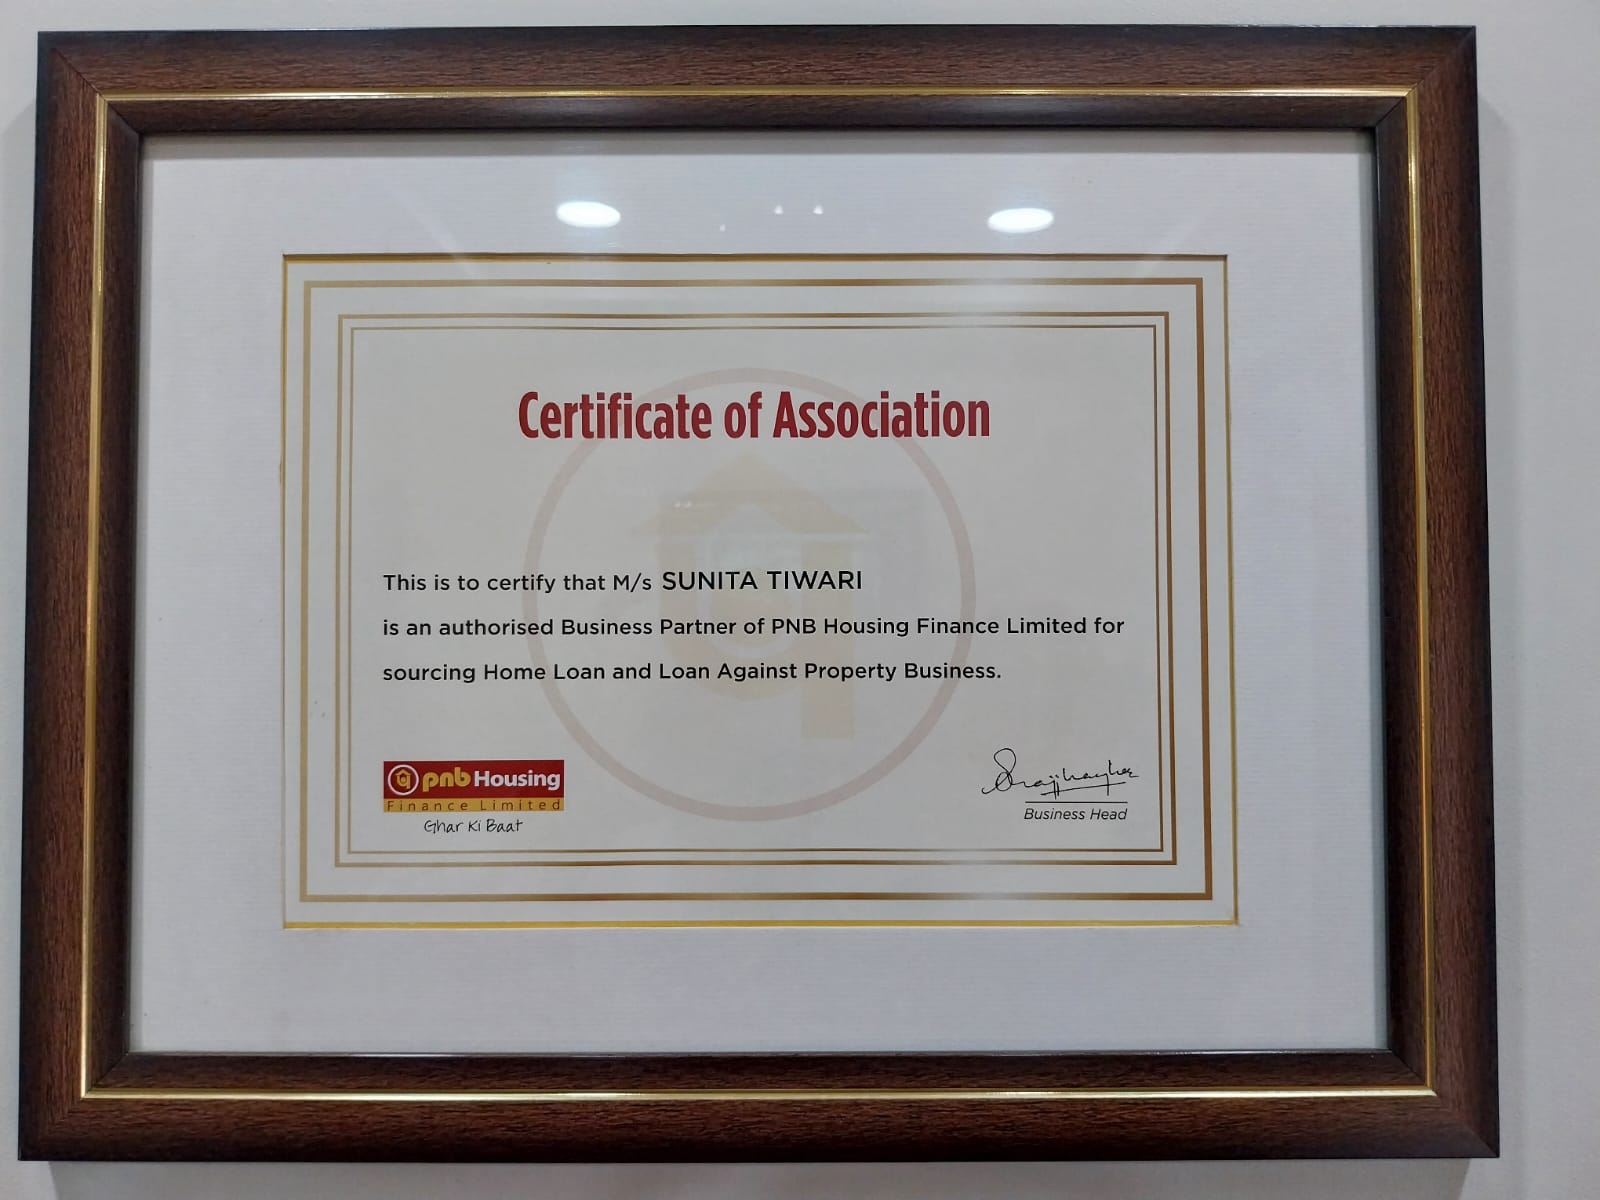 Certificate of Association
This is to certify that M/s SUNITA TIWARI
is an authorised Business Partner of PNB Housing Finance Limited for
sourcing Home Loan and Loan Against Property Business.
pnb Housing
Finance Limited
Ghar Ki Baat
Business Head